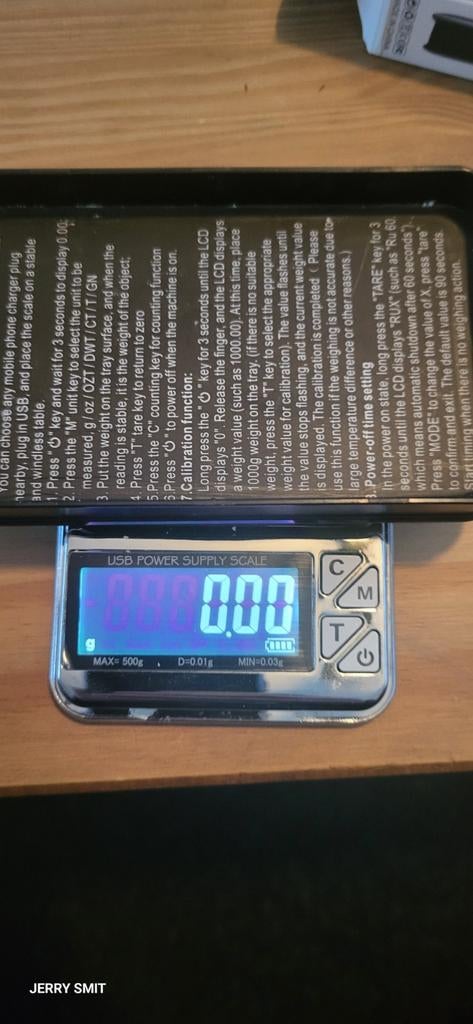 You can choose any mobile phone charger plug
nearby, plug in USB, and place the scale on a stable
and windless table.
1. Press "⏻" key and wait for 3 seconds to display 0.00;
2. Press the "M" unit key to select the unit to be
measured, g / oz / OZT / DWT / CT / T / GN
3. Put the weight on the tray surface, and when the
reading is stable, it is the weight of the object;
4. Press "T" tare key to return to zero
5.Press the "C" counting key for counting function
6.Press "⏻" to power off when the machine is on.
7.Calibration function:
Long press the "⏻" key for 3 seconds until the LCD
displays "0". Release the finger, and the LCD displays
a weight value (such as 1000.00). At this time, place
1000g weight on the tray, (if there is no suitable
weight, press the "T" key to select the appropriate
weight value for calibration). The value flashes until
the value stops flashing, and the current weight value
is displayed. The calibration is completed ( Please
use this function if the weighing is not accurate due to
large temperature difference or other reasons.)
8.Power-off time setting
In the power on state, long press the "TARE" key for 3
seconds until the LCD displays "RUX" (such as "Ru 60
which means automatic shutdown after 60 seconds").
Press "MODE" to change the value of X, press "tare"
to confirm and exit. The default value is 90 seconds.
there is no weighing action.
USB POWER SUPPLY SCALE
0.00
g
MAX= 500g D=0.01g MIN=0.03g
C
M
T
JERRY SMIT